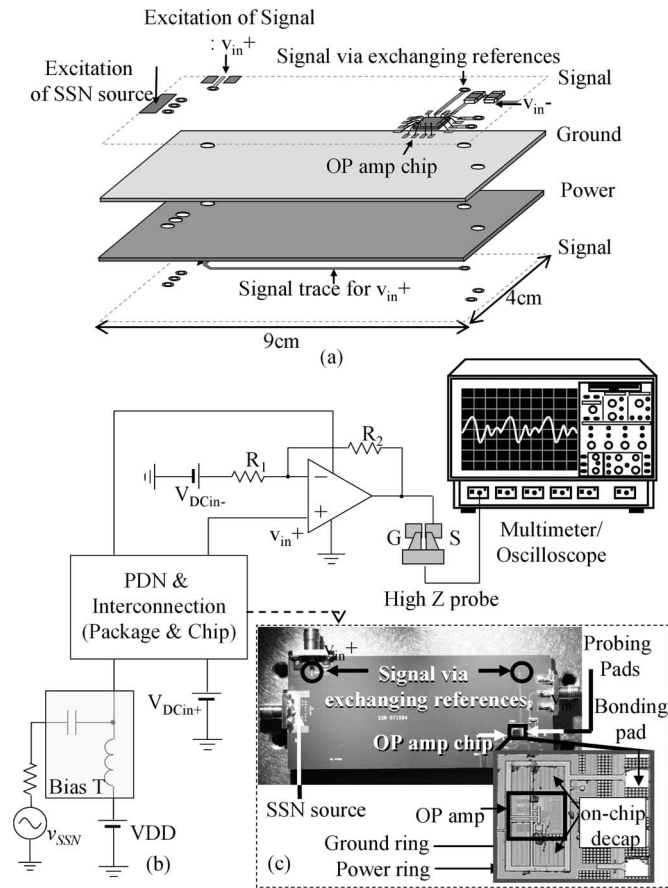 Excitation of Signal
: vin+
Excitation
of SSN source
Signal via exchanging references
Signal
vin-
Ground
OP amp chip
Power
Signal
Signal trace for vin+
4cm
9cm
(a)
R2
R1
VDCin-
−
+
vin+
G
S
Multimeter/
Oscilloscope
High Z probe
PDN &
Interconnection
(Package & Chip)
VDCin+
Bias T
vSSN
VDD
(b)
vin+
Signal via
exchanging references
OP amp chip
SSN source
Probing
Pads
Bonding
pad
OP amp
on-chip
decap
Ground ring
Power ring
(c)